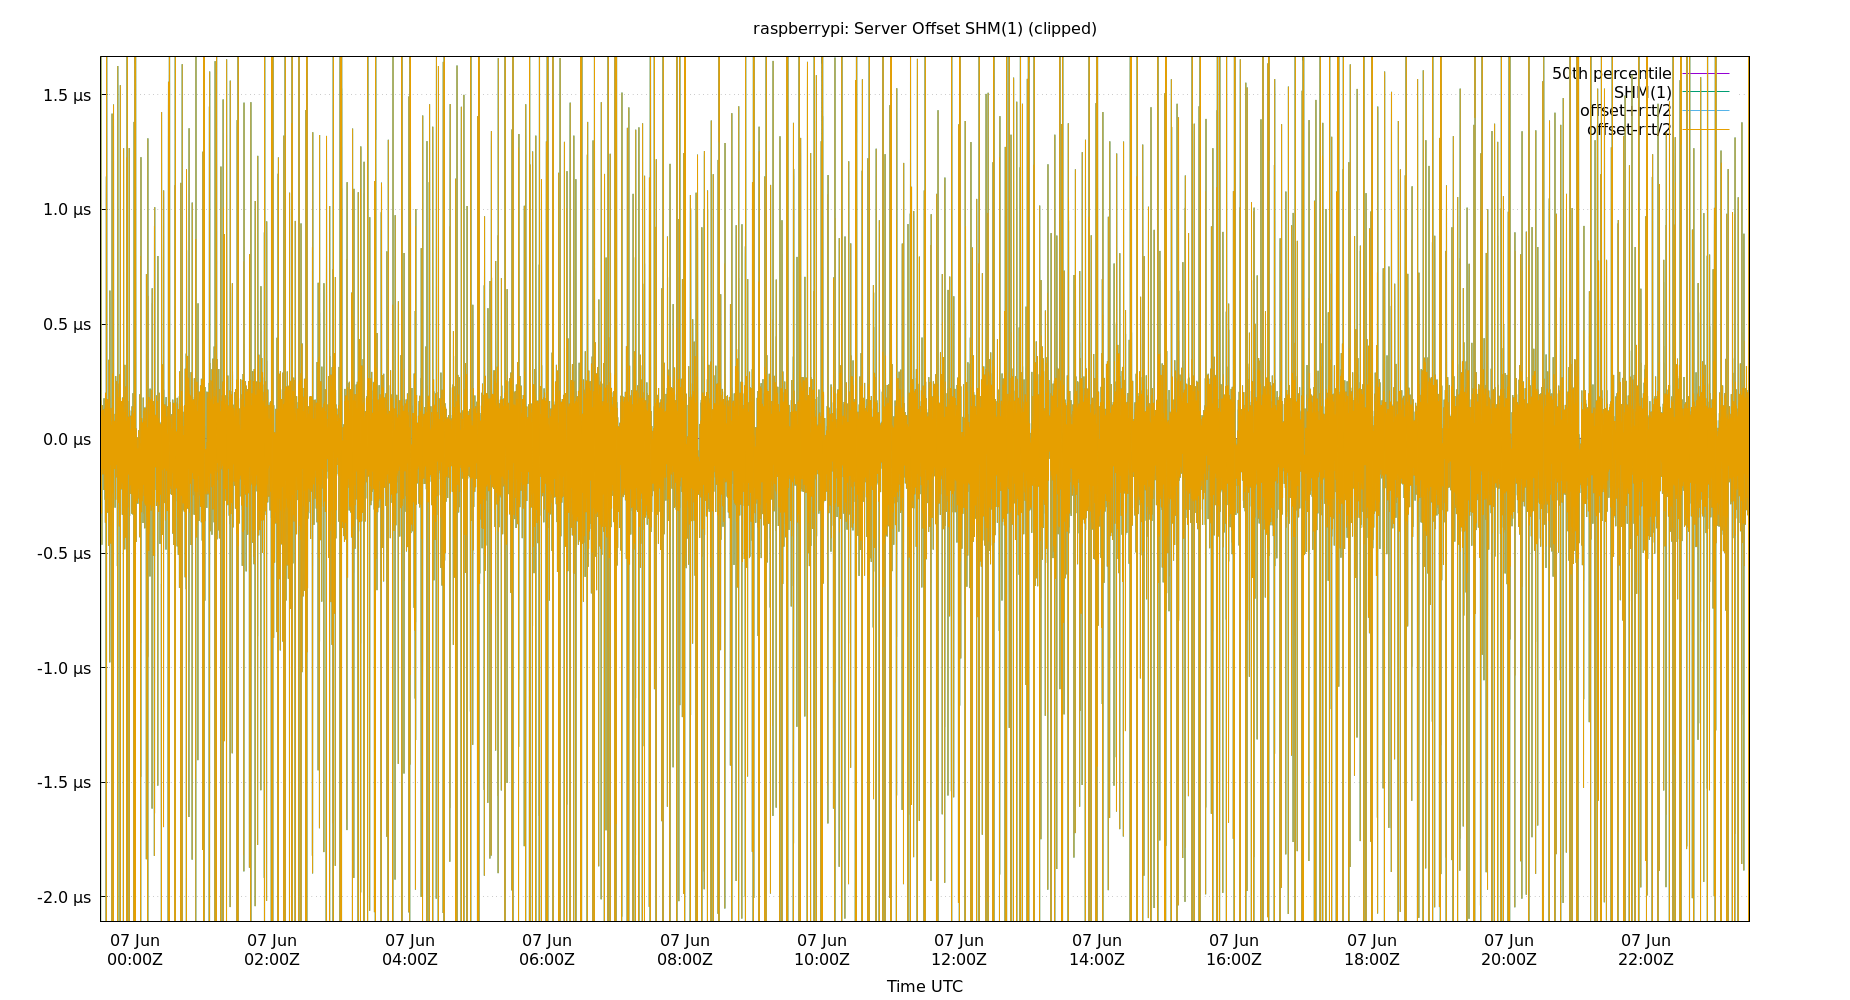 raspberrypi: Server Offset SHM(1) (clipped)
50th percentile
SHM(1)
offset+rtt/2
offset-rtt/2
1.5 µs
1.0 µs
0.5 µs
0.0 µs
-0.5 µs
-1.0 µs
-1.5 µs
-2.0 µs
07 Jun 07 Jun 07 Jun 07 Jun 07 Jun 07 Jun 07 Jun 07 Jun 07 Jun 07 Jun 07 Jun 07 Jun
00:00Z 02:00Z 04:00Z 06:00Z 08:00Z 10:00Z 12:00Z 14:00Z 16:00Z 18:00Z 20:00Z 22:00Z
Time UTC